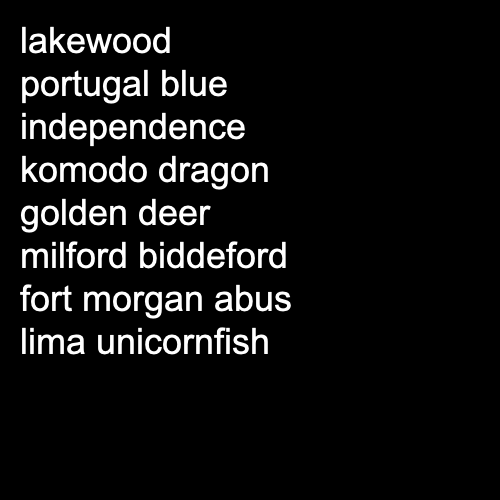 lakewood
portugal blue
independence
komodo dragon
golden deer
milford biddeford
fort morgan abus
lima unicornfish